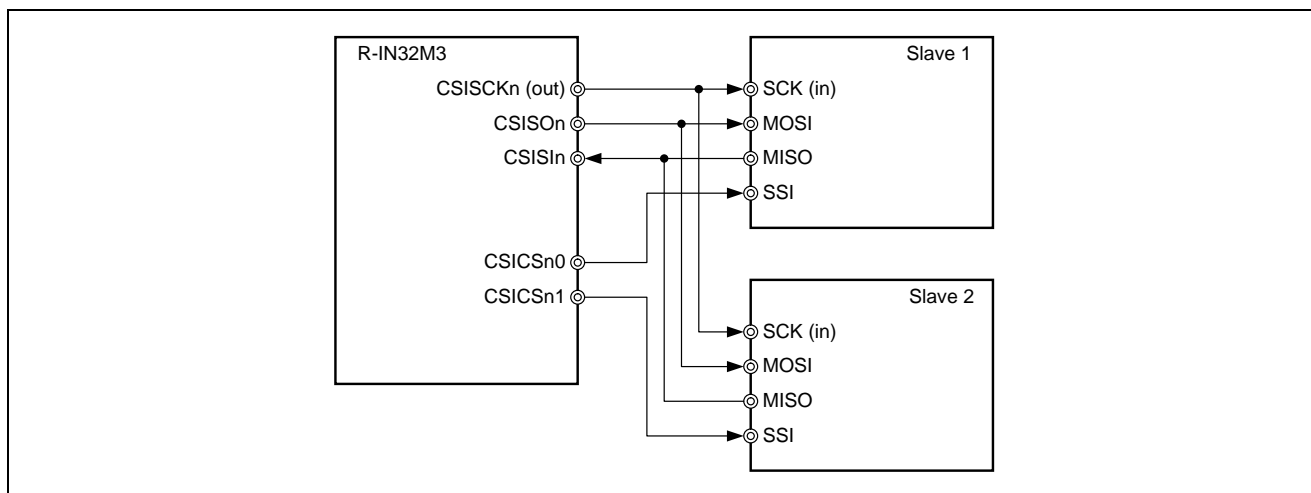 R-IN32M3
CSISCKn (out)
CSISOn
CSISIn
CSICSn0
CSICSn1
Slave 1
SCK (in)
MOSI
MISO
SSI
Slave 2
SCK (in)
MOSI
MISO
SSI